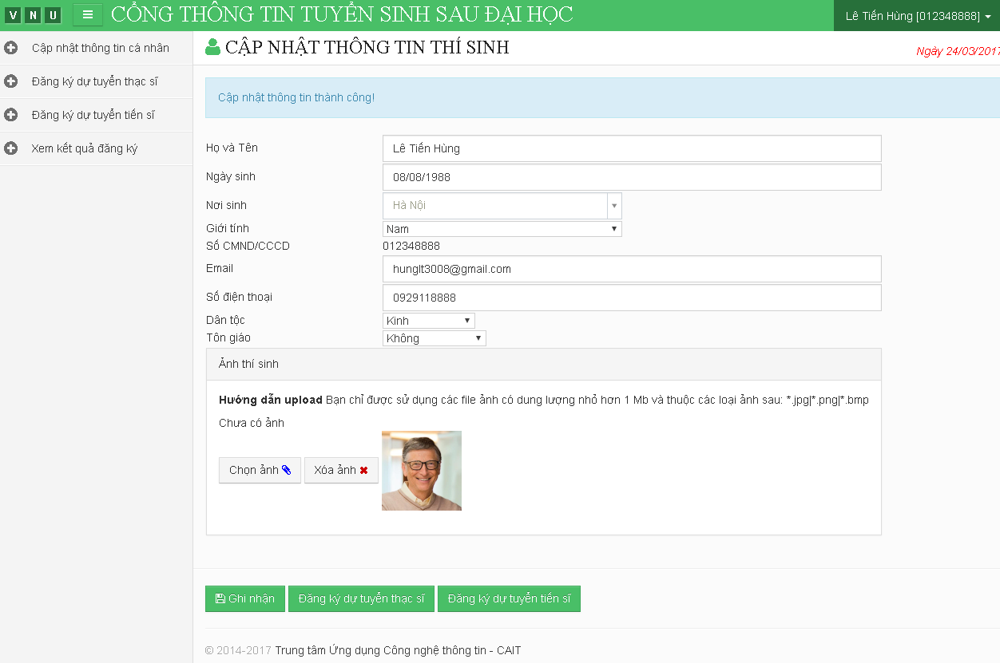 V N U CỔNG THÔNG TIN TUYỂN SINH SAU ĐẠI HỌC Lê Tiến Hùng [012348888]
Cập nhật thông tin cá nhân
Đăng ký dự tuyển thạc sĩ
Đăng ký dự tuyển tiến sĩ
Xem kết quả đăng ký
CẬP NHẬT THÔNG TIN THÍ SINH
Ngày 24/03/2017
Cập nhật thông tin thành công!
Họ và Tên Lê Tiến Hùng
Ngày sinh 08/08/1988
Nơi sinh Hà Nội
Giới tính Nam
Số CMND/CCCD 012348888
Email hunglt3008@gmail.com
Số điện thoại 0929118888
Dân tộc Kinh
Tôn giáo Không
Ảnh thí sinh
Hướng dẫn upload Bạn chỉ được sử dụng các file ảnh có dung lượng nhỏ hơn 1 Mb và thuộc các loại ảnh sau: *.jpg|*.png|*.bmp
Chưa có ảnh
Chọn ảnh Xóa ảnh
Ghi nhận Đăng ký dự tuyển thạc sĩ Đăng ký dự tuyển tiến sĩ
© 2014-2017 Trung tâm Ứng dụng Công nghệ thông tin - CAIT